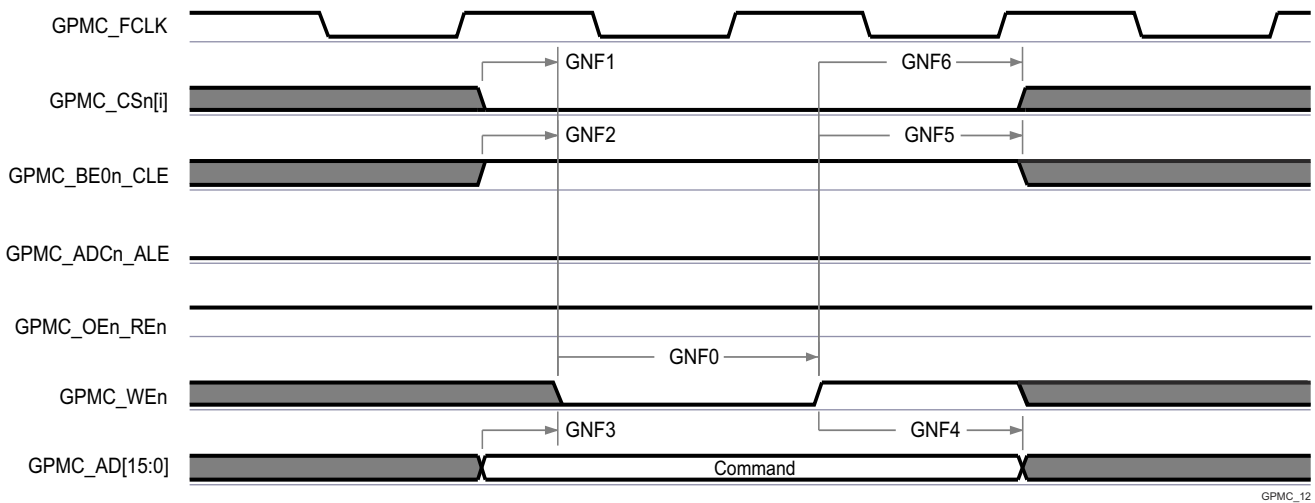 GPMC_FCLK
GNF1
GNF6
GPMC_CSn[i]
GNF2
GNF5
GPMC_BE0n_CLE
GPMC_ADCn_ALE
GPMC_OEn_REn
GNF0
GPMC_WEn
GNF3
GNF4
GPMC_AD[15:0]
Command
GPMC_12